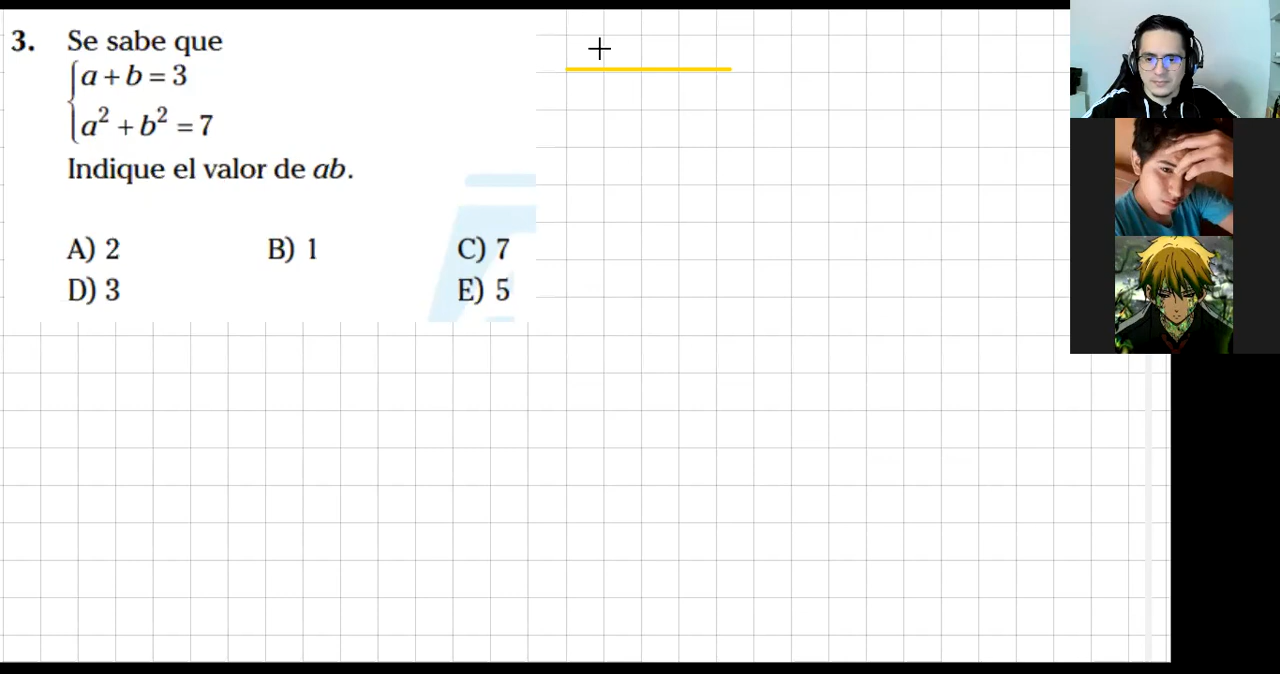 3. Se sabe que
a + b = 3
a² + b² = 7
Indique el valor de ab.
A) 2 B) 1 C) 7
D) 3 E) 5